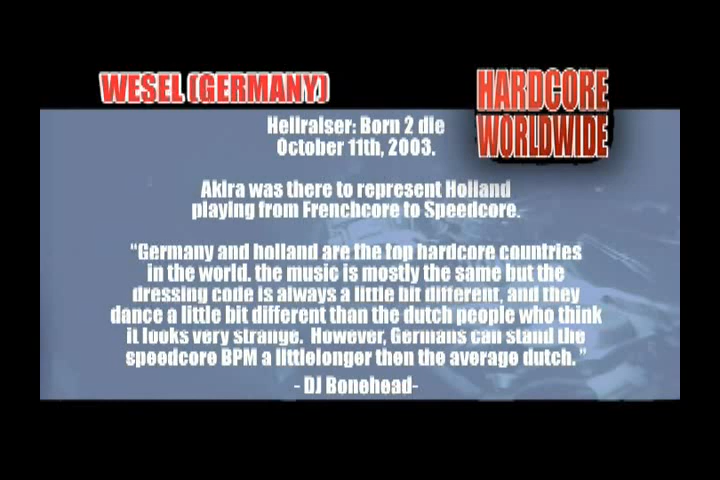 WESEL (GERMANY)
HARDCORE
WORLDWIDE
Hellraiser: Born 2 die
October 11th, 2003.
Akira was there to represent Holland
playing from Frenchcore to Speedcore.
“Germany and holland are the top hardcore countries
in the world. the music is mostly the same but the
dressing code is always a little bit different, and they
dance a little bit different than the dutch people who think
it looks very strange. However, Germans can stand the
speedcore BPM a littlelonger then the average dutch.”
- DJ Bonehead-